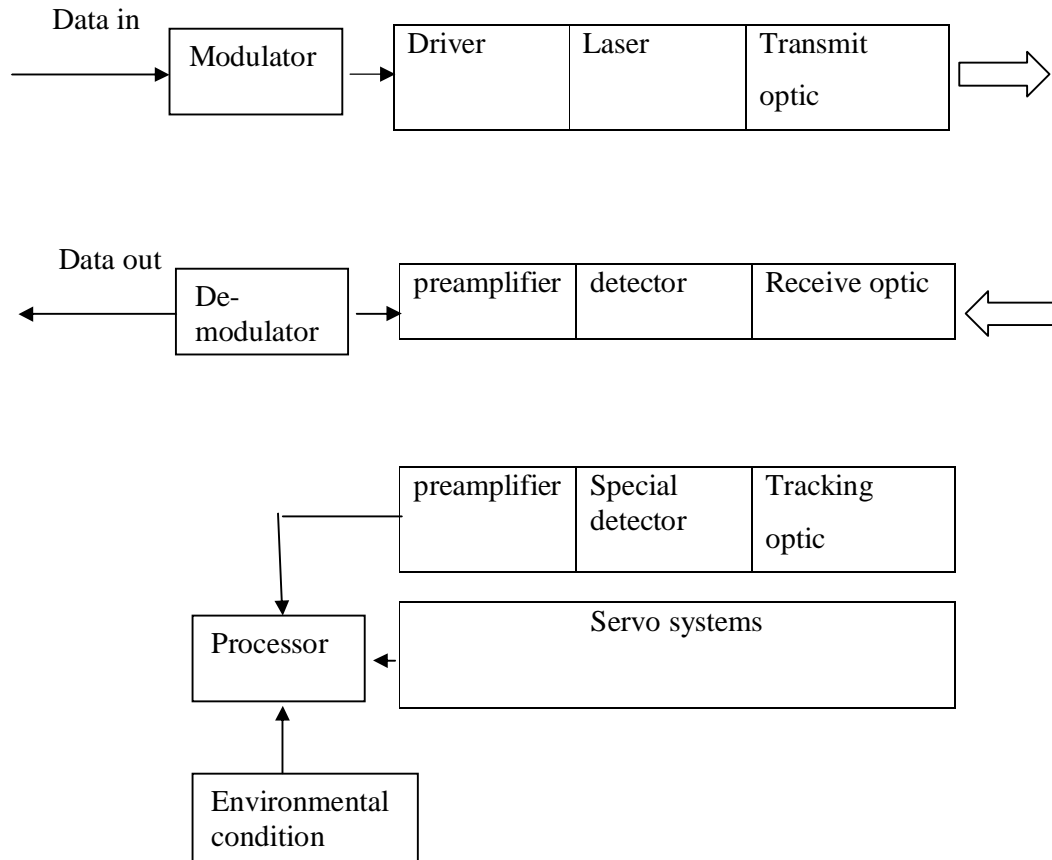 Data in
Modulator
Driver
Laser
Transmit
optic
Data out
De-
modulator
preamplifier
detector
Receive optic
preamplifier
Special
detector
Tracking
optic
Processor
Servo systems
Environmental
condition